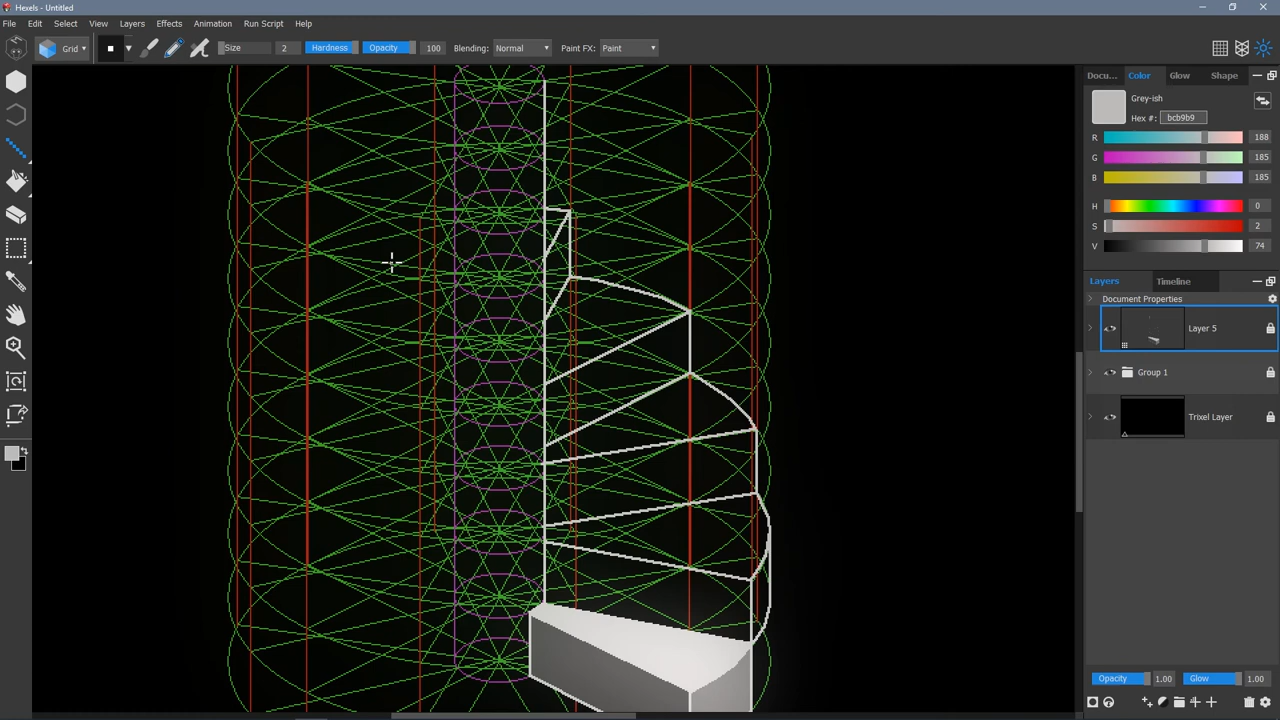 Hexels - Untitled
File Edit Select View Layers Effects Animation Run Script Help
Grid Size 2 Hardness Opacity 100 Blending: Normal Paint FX: Paint
Docu... Color Glow Shape
Grey-ish
Hex #: bcb9b9
R 188
G 185
B 185
H 0
S 2
V 74
Layers Timeline
Document Properties
Layer 5
Group 1
Trixel Layer
Opacity 1.00 Glow 1.00